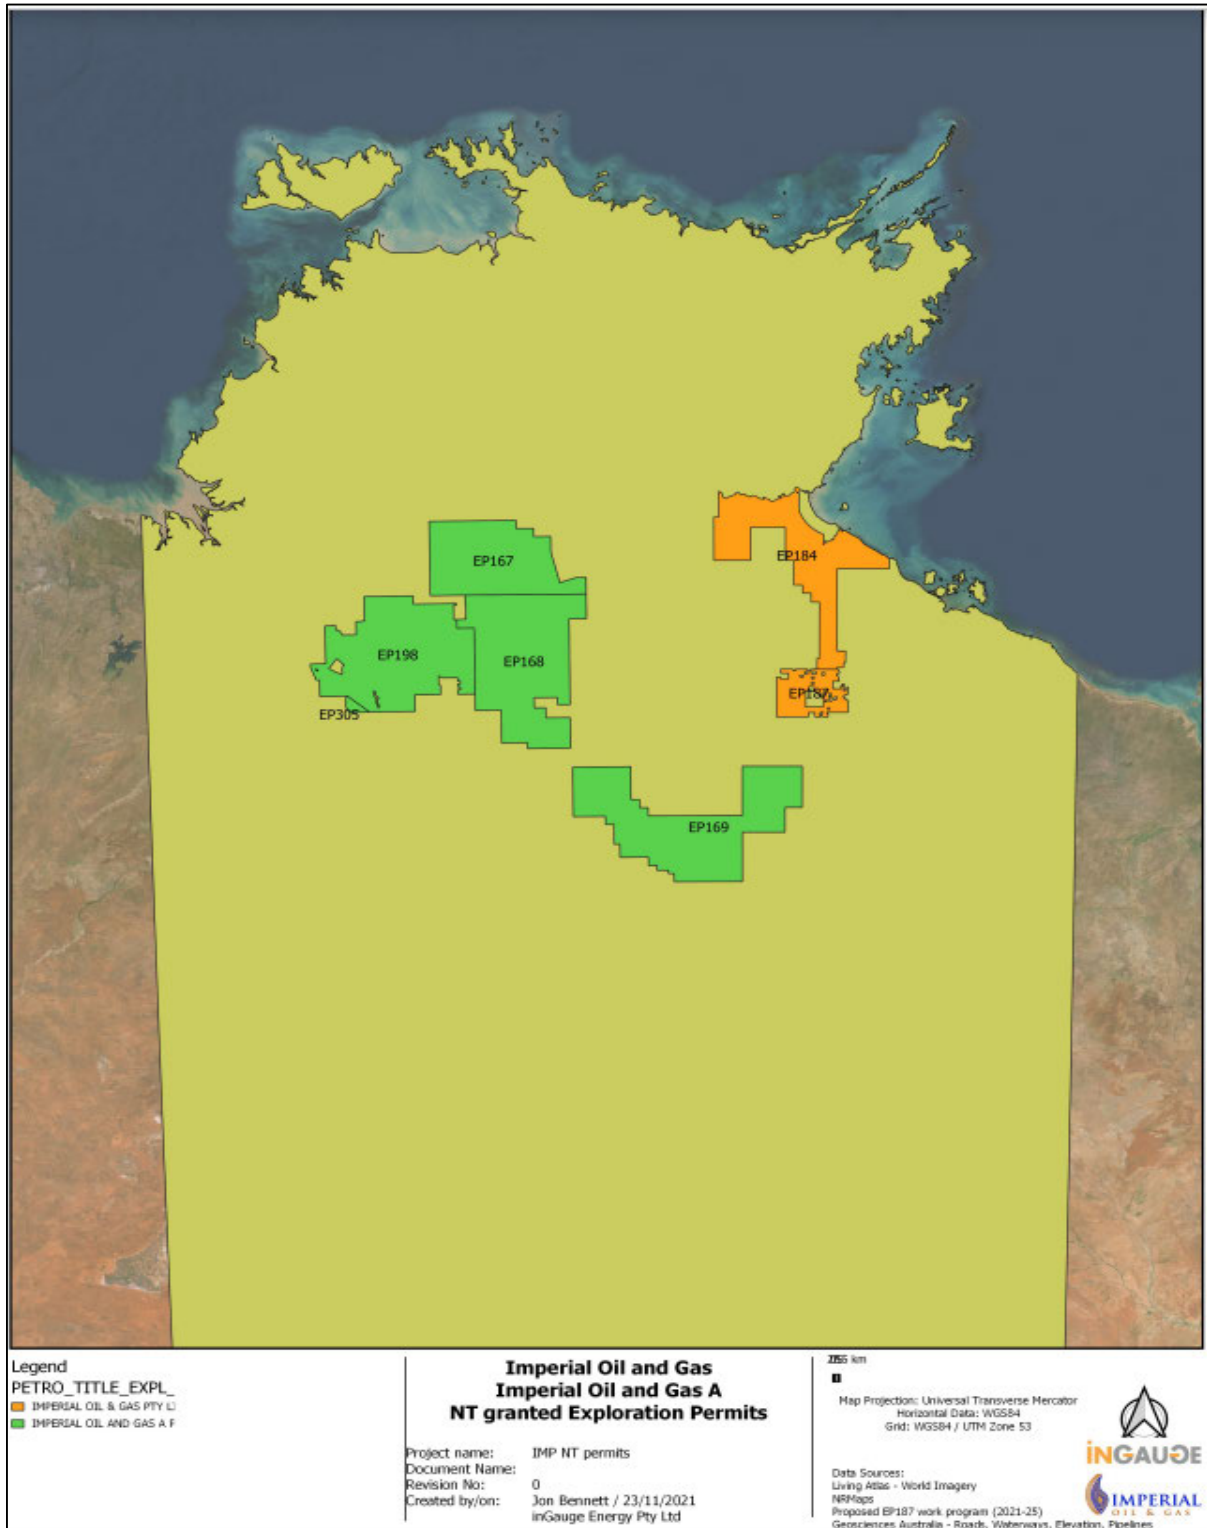 EP167
EP184
EP198
EP168
EP187
EP305
EP169
Legend
PETRO_TITLE_EXPL_
IMPERIAL OIL & GAS PTY
IMPERIAL OIL AND GAS A
Imperial Oil and Gas
Imperial Oil and Gas A
NT granted Exploration Permits
Project name: IMP NT permits
Document Name:
Revision No: 0
Created by/on: Jon Bennett / 23/11/2021
inGauge Energy Pty Ltd
km
Map Projection: Universal Transverse Mercator
Horizontal Data: WGS84
Grid: WGS84 / UTM Zone 53
Data Sources:
Living Atlas - World Imagery
NRMaps
Proposed EP187 work program (2021-25)
Geosciences Australia - Roads, Waterways, Elevation, Pipelines
iNGAUGE
IMPERIAL
OIL & GAS